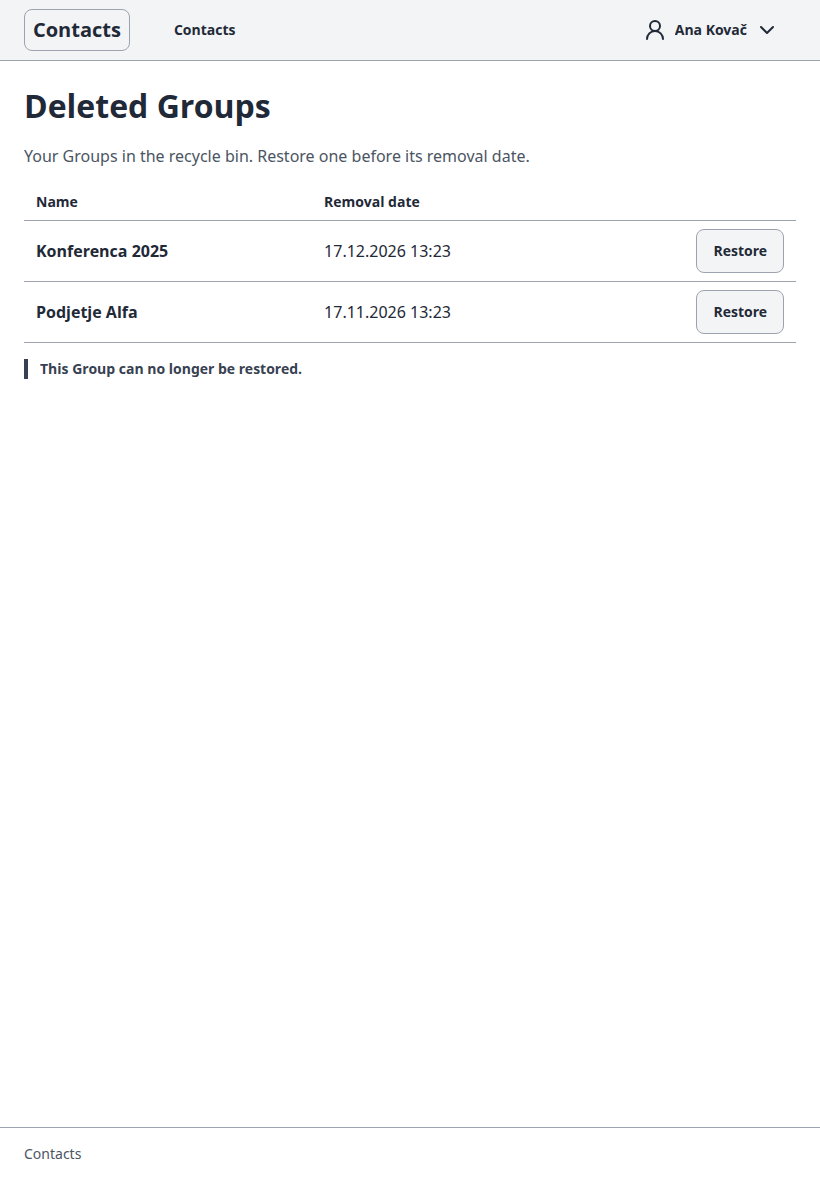 Contacts
Contacts
Ana Kovač
Deleted Groups
Your Groups in the recycle bin. Restore one before its removal date.
Name Removal date
Konferenca 2025 17.12.2026 13:23 Restore
Podjetje Alfa 17.11.2026 13:23 Restore
This Group can no longer be restored.
Contacts